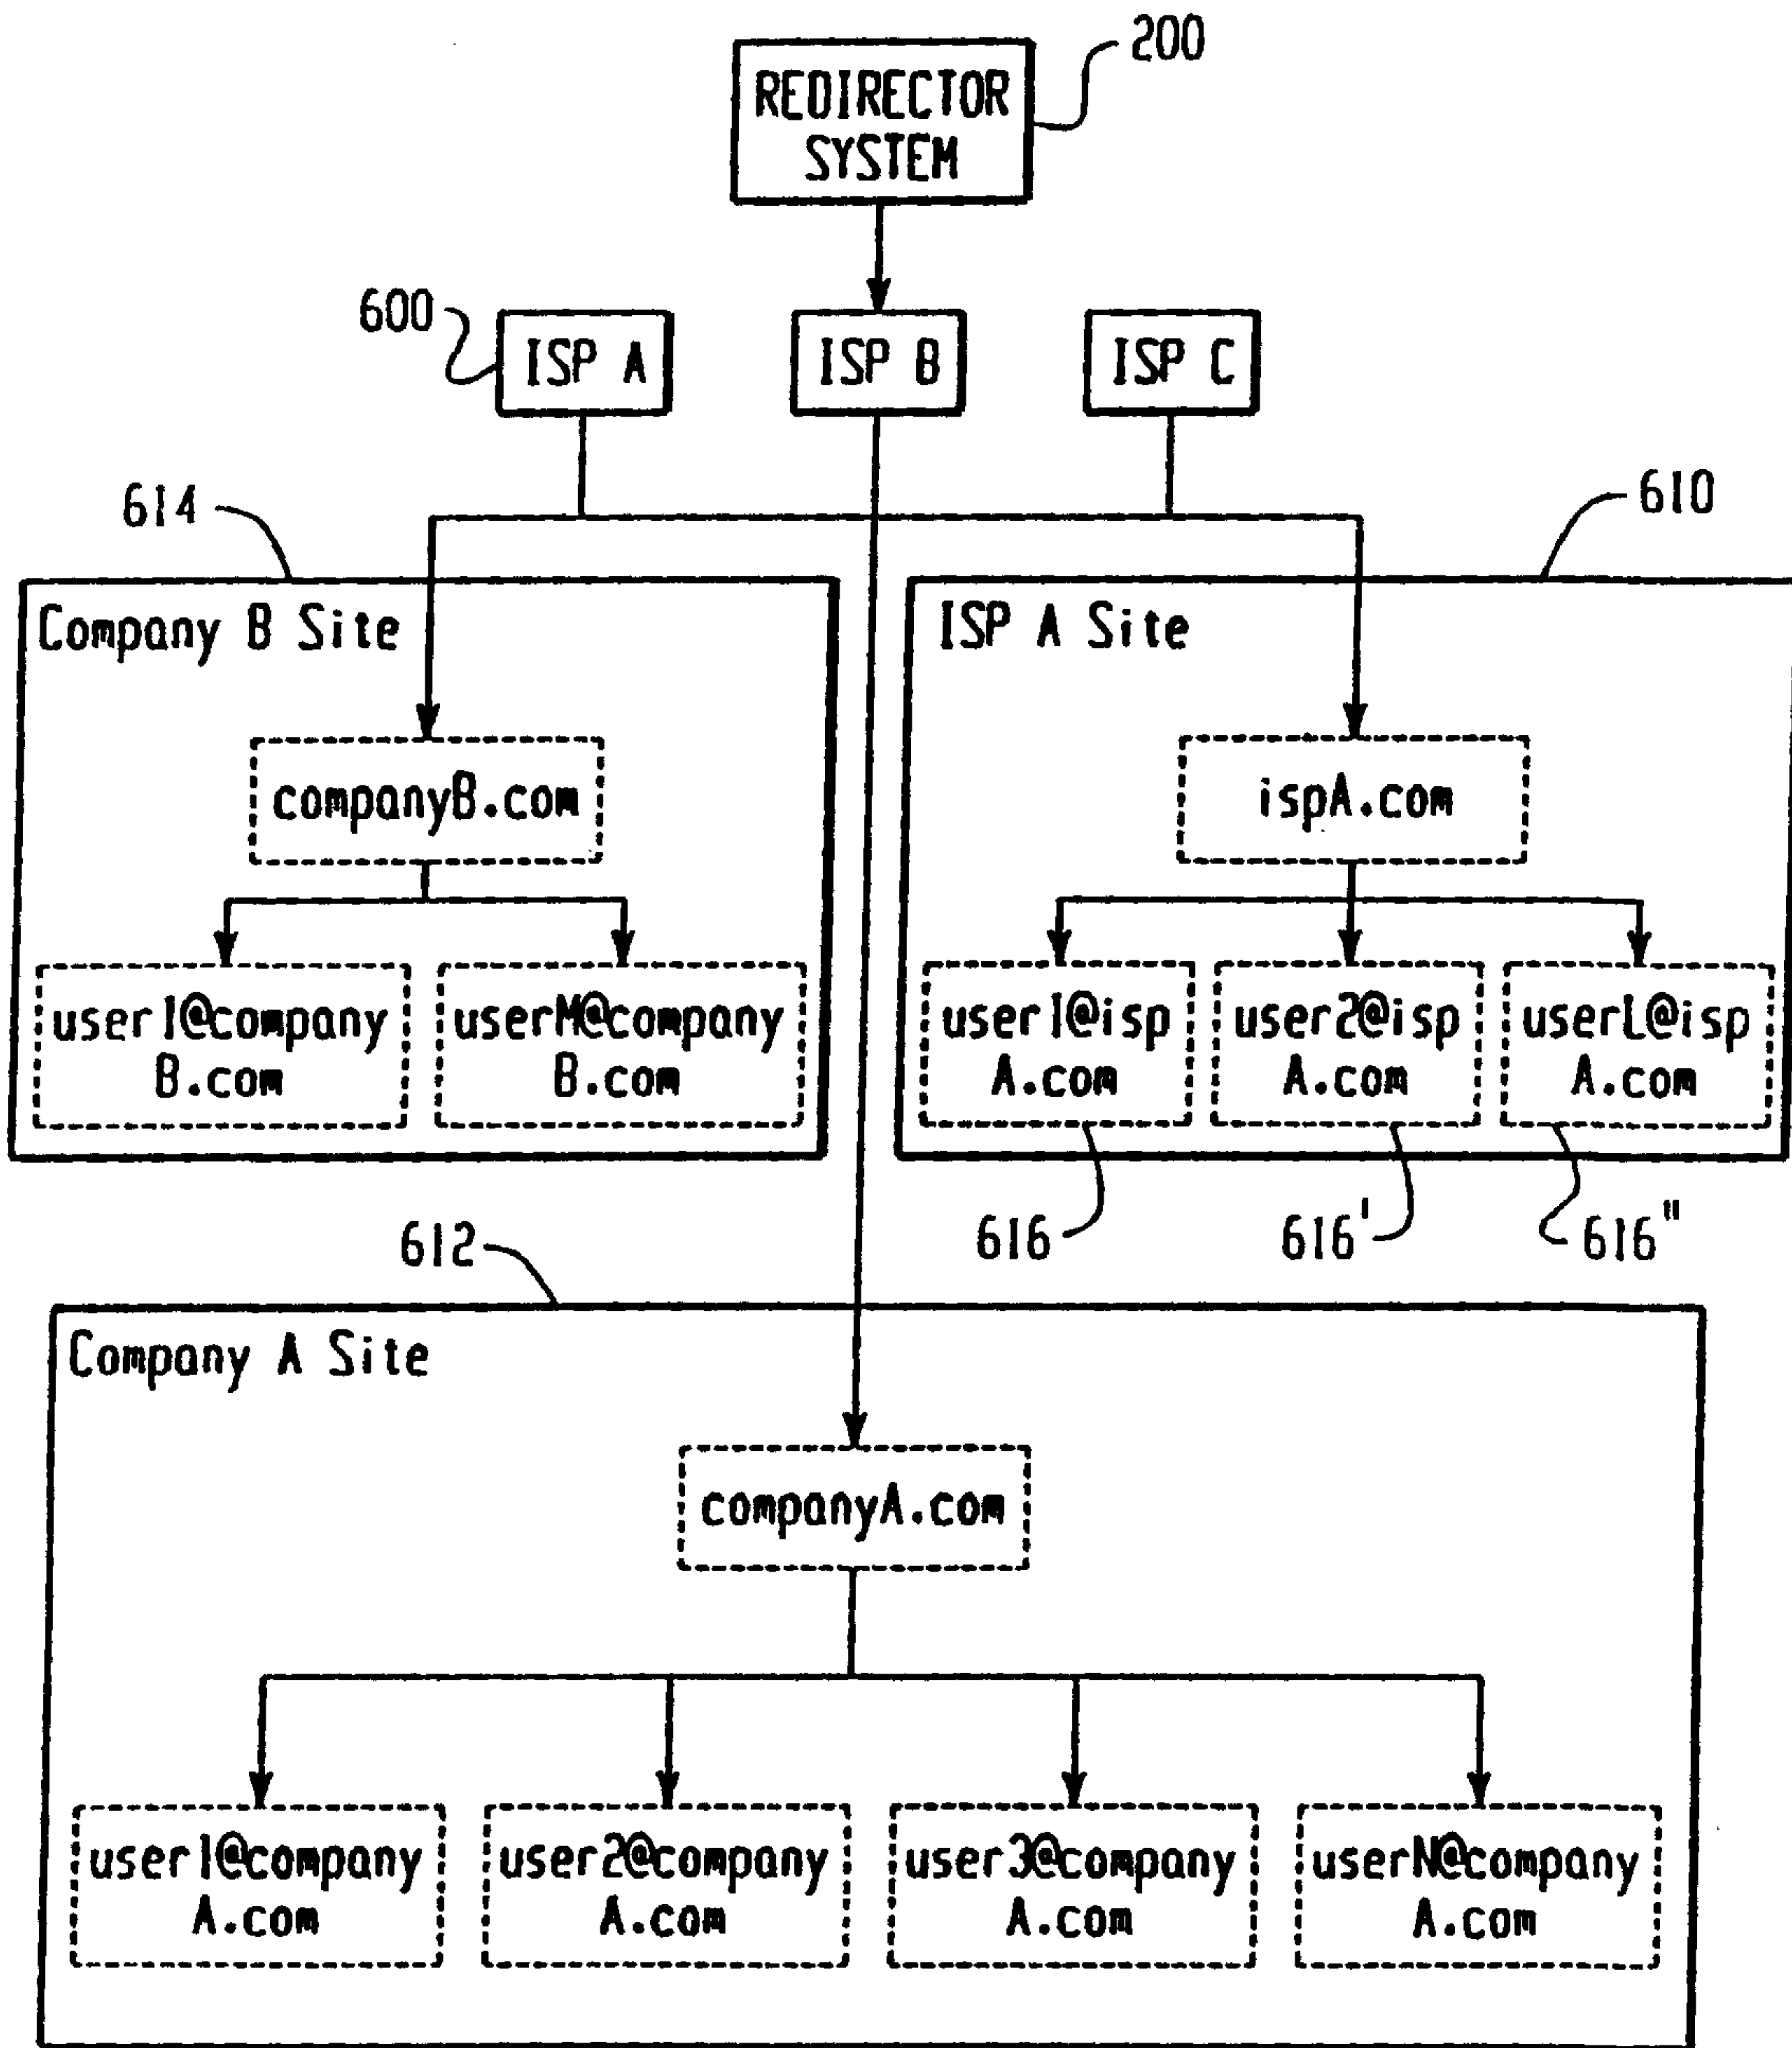 200
REDIRECTOR
SYSTEM
600
ISP A
ISP B
ISP C
614
610
Company B Site
ISP A Site
companyB.com
ispA.com
user1@company
B.com
userM@company
B.com
user1@isp
A.com
user2@isp
A.com
userL@isp
A.com
616
616'
616"
612
Company A Site
companyA.com
user1@company
A.com
user2@company
A.com
user3@company
A.com
userN@company
A.com